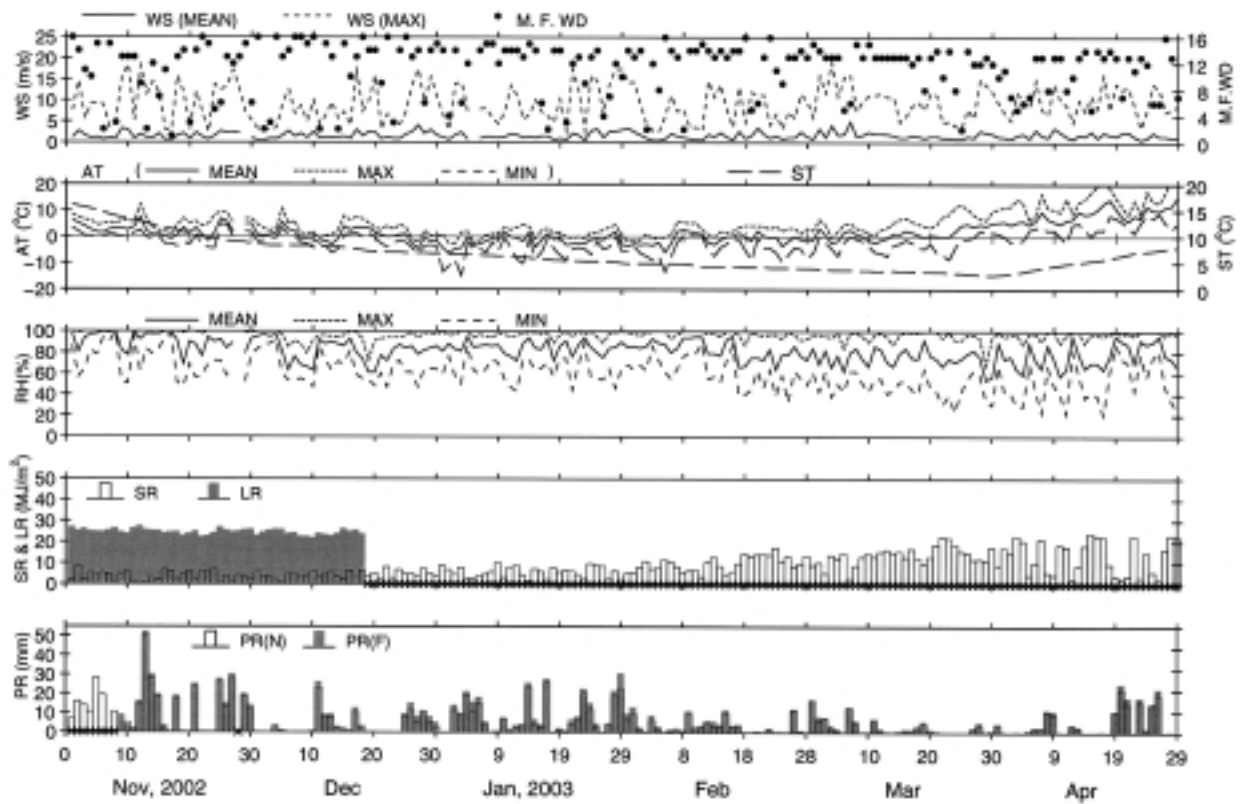 WS (MEAN) WS (MAX) M. F. WD
WS (m/s)
25
20
15
10
5
0
16
12
8
4
0
M.F.WD
AT ( MEAN MAX MIN ) ST
AT (°C)
20
10
0
−10
−20
20
15
10
5
0
ST (°C)
MEAN MAX MIN
RH(%)
100
80
60
40
20
0
SR & LR (MJ/m²)
50
40
30
20
10
0
SR LR
PR (mm)
50
40
30
20
10
0
PR(N) PR(F)
0 10 20 30 10 20 30 9 19 29 8 18 28 10 20 30 9 19 29
Nov, 2002 Dec Jan, 2003 Feb Mar Apr